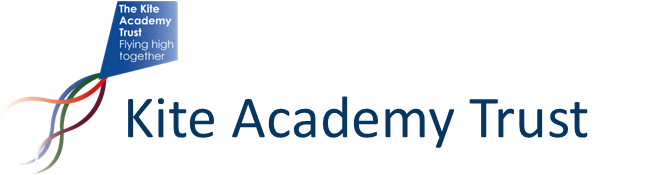 The Kite
Academy
Trust
Flying high
together
Kite Academy Trust